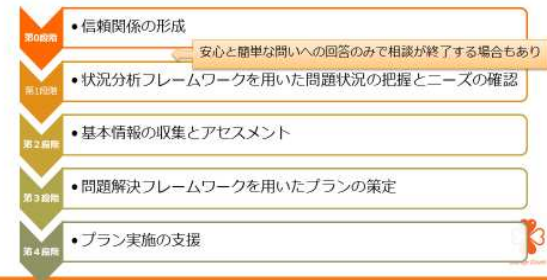 第0段階
・信頼関係の形成
安心と簡単な問いへの回答のみで相談が終了する場合もあり
第1段階
・状況分析フレームワークを用いた問題状況の把握とニーズの確認
第2段階
・基本情報の収集とアセスメント
第3段階
・問題解決フレームワークを用いたプランの策定
第4段階
・プラン実施の支援